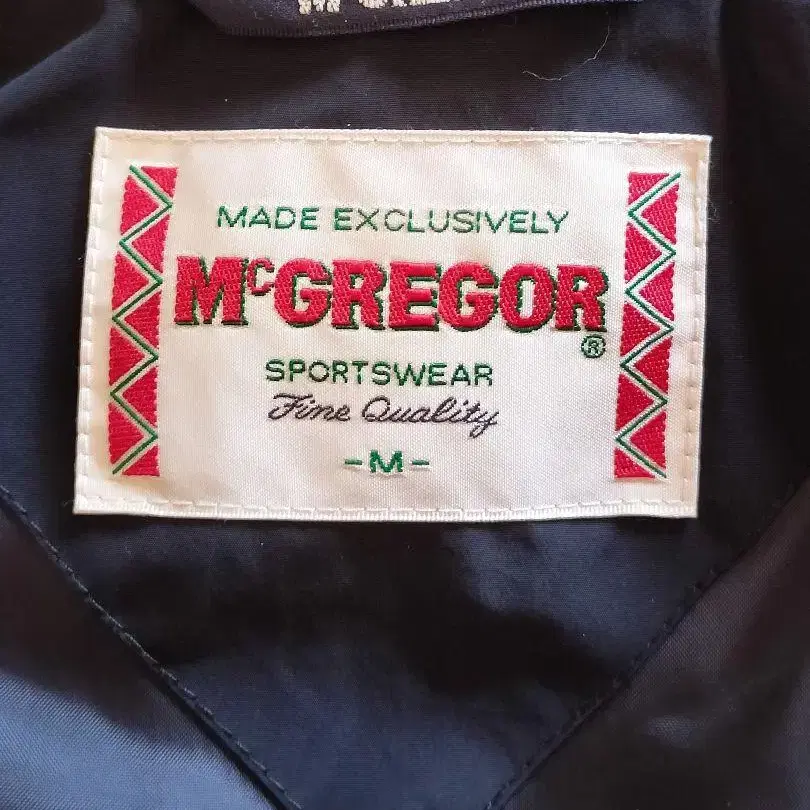 MADE EXCLUSIVELY
McGREGOR
®
SPORTSWEAR
Fine Quality
-M-